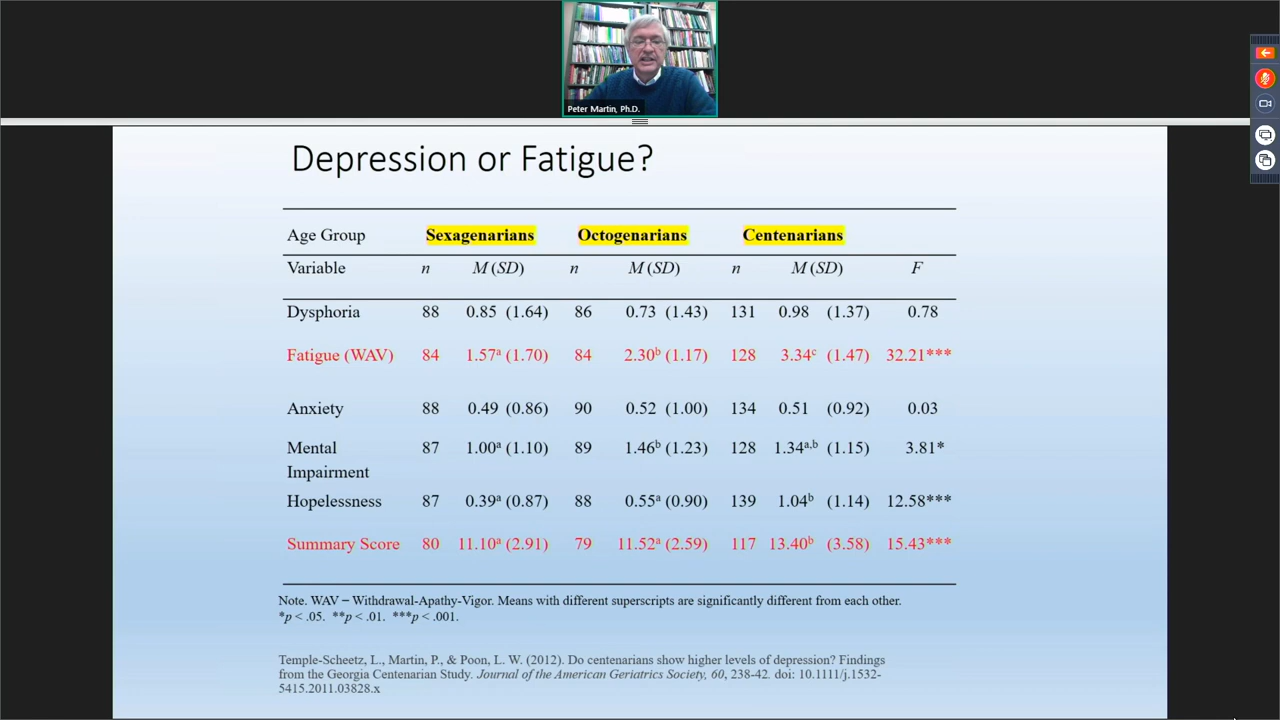 Peter Martin, Ph.D.
Depression or Fatigue?
Age Group Sexagenarians Octogenarians Centenarians
Variable n M (SD) n M (SD) n M (SD) F
Dysphoria 88 0.85 (1.64) 86 0.73 (1.43) 131 0.98 (1.37) 0.78
Fatigue (WAV) 84 1.57ᵃ (1.70) 84 2.30ᵇ (1.17) 128 3.34ᶜ (1.47) 32.21***
Anxiety 88 0.49 (0.86) 90 0.52 (1.00) 134 0.51 (0.92) 0.03
Mental 87 1.00ᵃ (1.10) 89 1.46ᵇ (1.23) 128 1.34ᵃ,ᵇ (1.15) 3.81*
Impairment
Hopelessness 87 0.39ᵃ (0.87) 88 0.55ᵃ (0.90) 139 1.04ᵇ (1.14) 12.58***
Summary Score 80 11.10ᵃ (2.91) 79 11.52ᵃ (2.59) 117 13.40ᵇ (3.58) 15.43***
Note. WAV – Withdrawal-Apathy-Vigor. Means with different superscripts are significantly different from each other.
*p < .05. **p < .01. ***p < .001.
Temple-Scheetz, L., Martin, P., & Poon, L. W. (2012). Do centenarians show higher levels of depression? Findings
from the Georgia Centenarian Study. Journal of the American Geriatrics Society, 60, 238-42. doi: 10.1111/j.1532-
5415.2011.03828.x